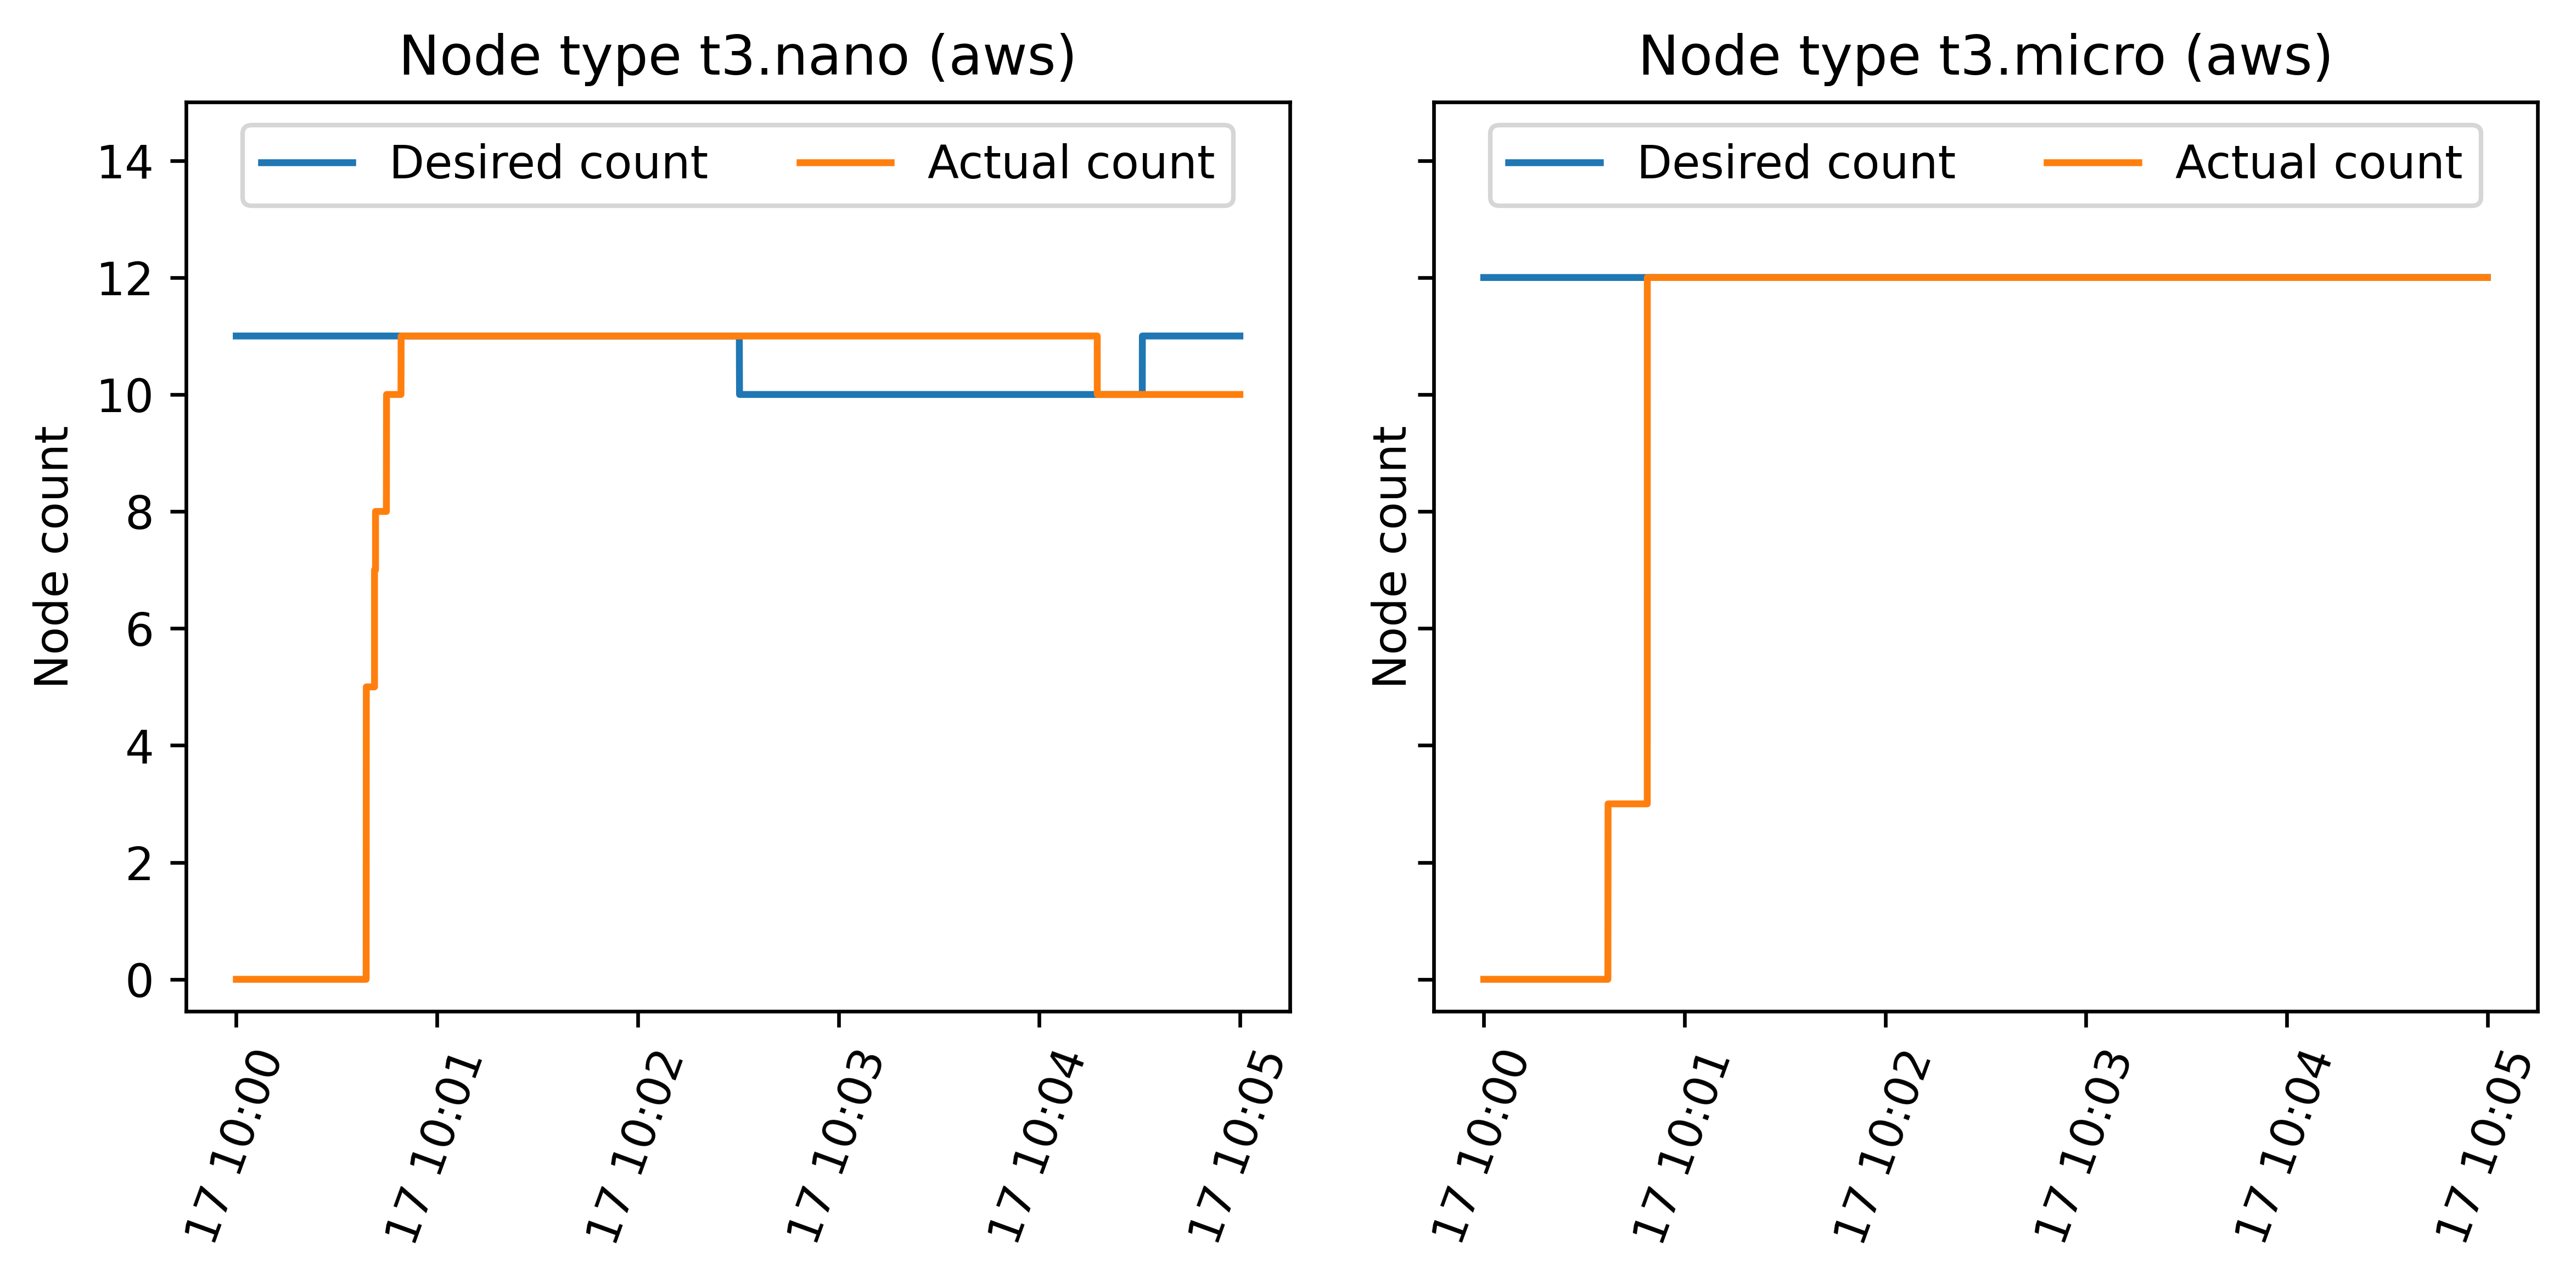 Node type t3.nano (aws)
Desired count
Actual count
14
12
10
8
6
4
2
0
Node count
17 10:00
17 10:01
17 10:02
17 10:03
17 10:04
17 10:05
Node type t3.micro (aws)
Desired count
Actual count
Node count
17 10:00
17 10:01
17 10:02
17 10:03
17 10:04
17 10:05